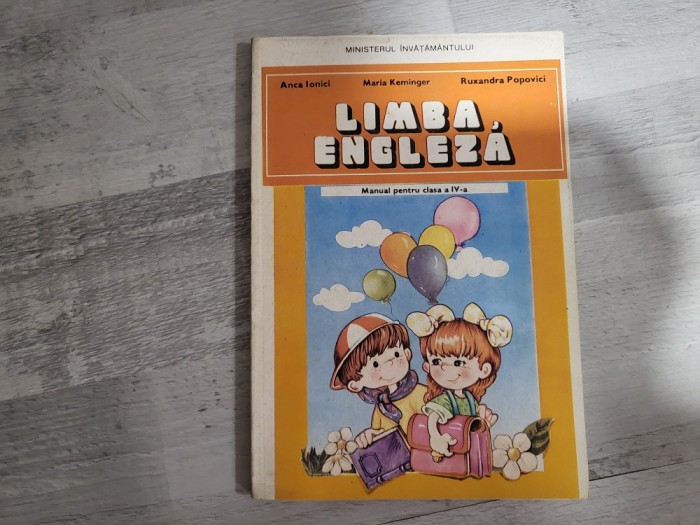 MINISTERUL ÎNVĂȚĂMÂNTULUI
Anca Ionici Maria Keminger Ruxandra Popovici
LIMBA
ENGLEZĂ
Manual pentru clasa a IV-a